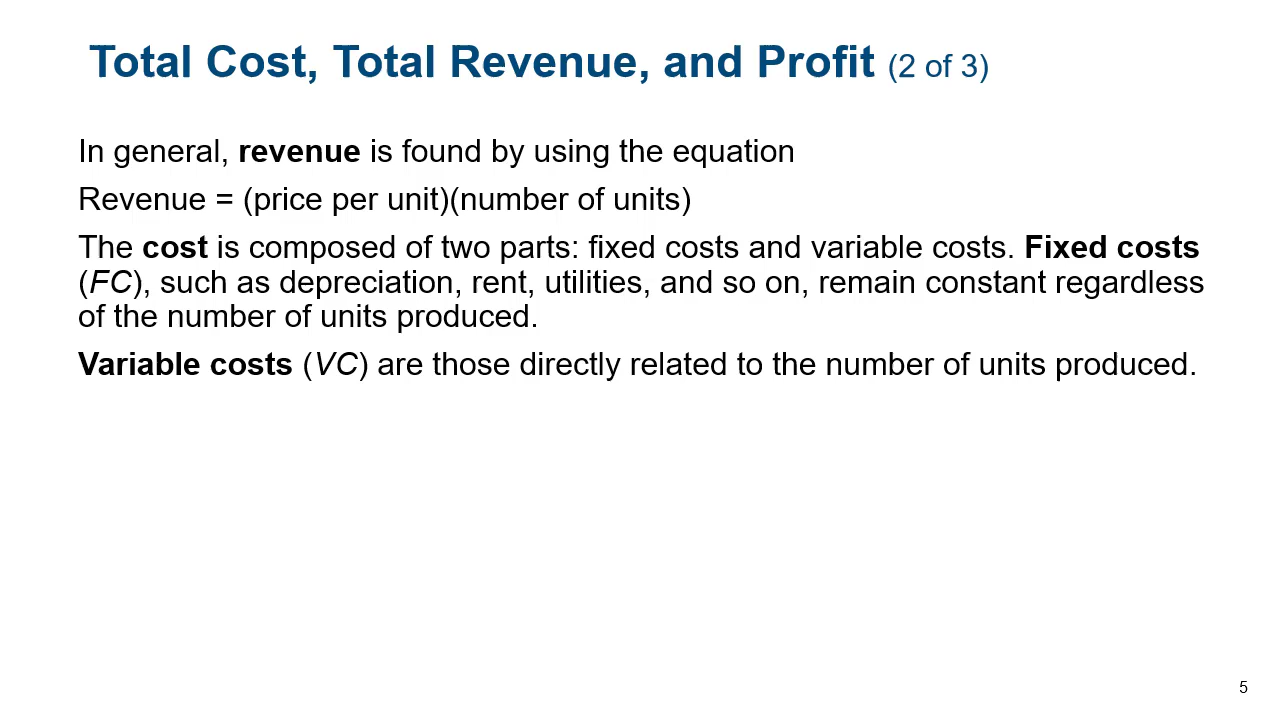 Total Cost, Total Revenue, and Profit (2 of 3)
In general, revenue is found by using the equation
Revenue = (price per unit)(number of units)
The cost is composed of two parts: fixed costs and variable costs. Fixed costs
(FC), such as depreciation, rent, utilities, and so on, remain constant regardless
of the number of units produced.
Variable costs (VC) are those directly related to the number of units produced.
5